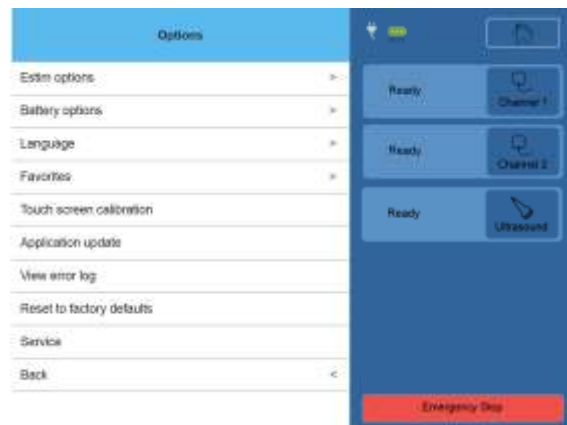 Options
Estim options >
Battery options >
Language >
Favorites >
Touch screen calibration
Application update
View error log
Reset to factory defaults
Service
Back <
Ready
Channel 1
Ready
Channel 2
Ready
Ultrasound
Emergency Stop